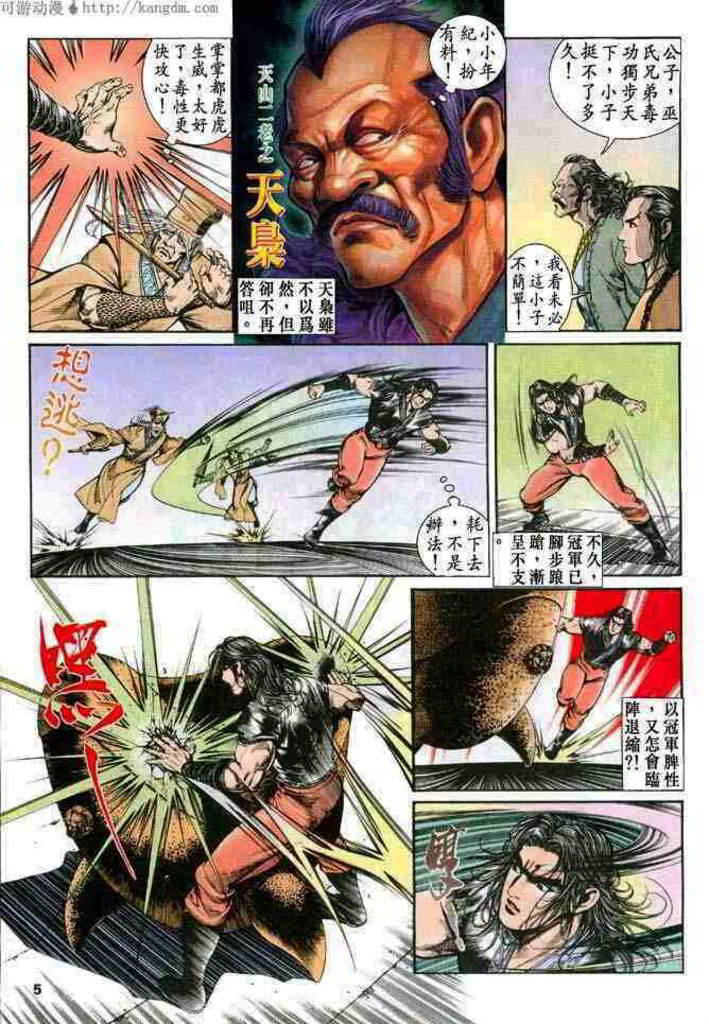 可游动漫 http://kangdm.com
公子，巫
氏兄弟毒
功獨步天
下，小子
挺不了多
久！
我看未必
，這小子
不簡單！
小小年
紀，扮
有料！
天山二老之
天梟
天梟雖
不以爲
然，但
卻不再
答咀。
掌掌都虎虎
生威，太好
了，毒性更
快攻心！
想逃？
耗下去
，不是
辦法！
不久，
冠軍已
腳步踉
蹌，漸
呈不支
。
以冠軍脾性
，又怎會臨
陣退縮？！
嘿
5